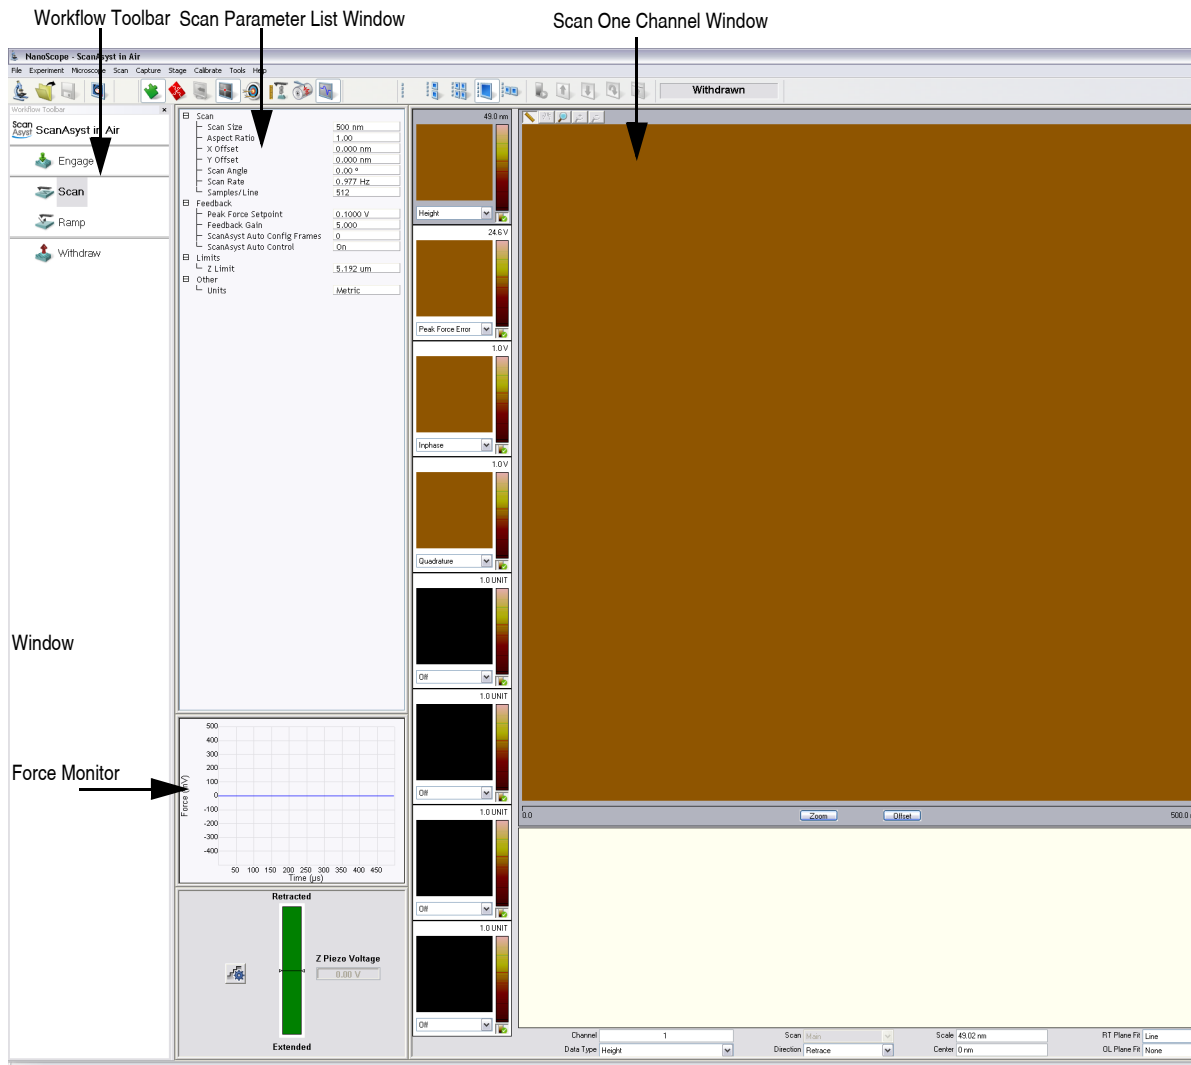 Workflow Toolbar Scan Parameter List Window
Scan One Channel Window
NanoScope - ScanAsyst in Air
File Experiment Microscope Scan Capture Stage Calibrate Tools Help
Withdrawn
Workflow Toolbar
Scan Asyst ScanAsyst in Air
Engage
Scan
Ramp
Withdraw
Window
Force Monitor
Scan
Scan Size 500 nm
Aspect Ratio 1.00
X Offset 0.000 nm
Y Offset 0.000 nm
Scan Angle 0.00 °
Scan Rate 0.977 Hz
Samples/Line 512
Feedback
Peak Force Setpoint 0.1000 V
Feedback Gain 5.000
ScanAsyst Auto Config Frames 0
ScanAsyst Auto Control On
Limits
Z Limit 5.192 um
Other
Units Metric
500
400
300
200
100
0
-100
-200
-300
-400
Force (mV)
50 100 150 200 250 300 350 400 450
Time (µs)
Retracted
Z Piezo Voltage
0.00 V
Extended
49.0 nm
Height
24.6 V
Peak Force Error
1.0 V
Inphase
1.0 V
Quadrature
1.0 UNIT
Off
1.0 UNIT
Off
1.0 UNIT
Off
1.0 UNIT
Off
0.0 Zoom Offset 500.0
Channel 1 Scan Main Scale 49.02 nm RT Plane Fit Line
Data Type Height Direction Retrace Center 0 nm OL Plane Fit None